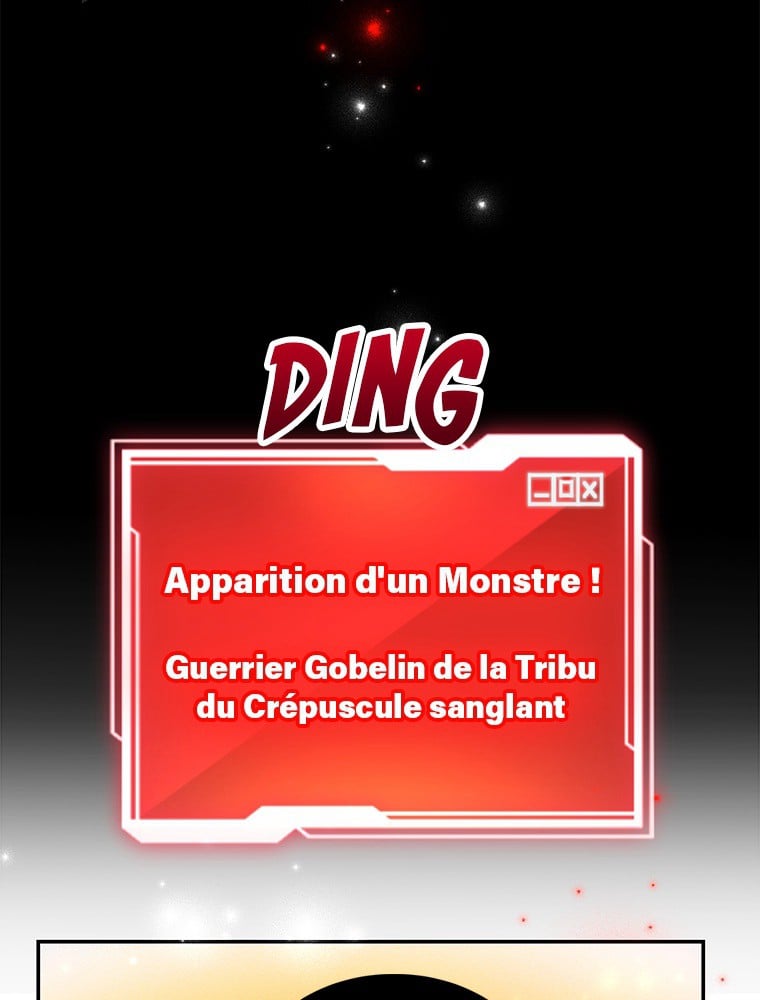 DING
Apparition d'un Monstre !
Guerrier Gobelin de la Tribu
du Crépuscule sanglant